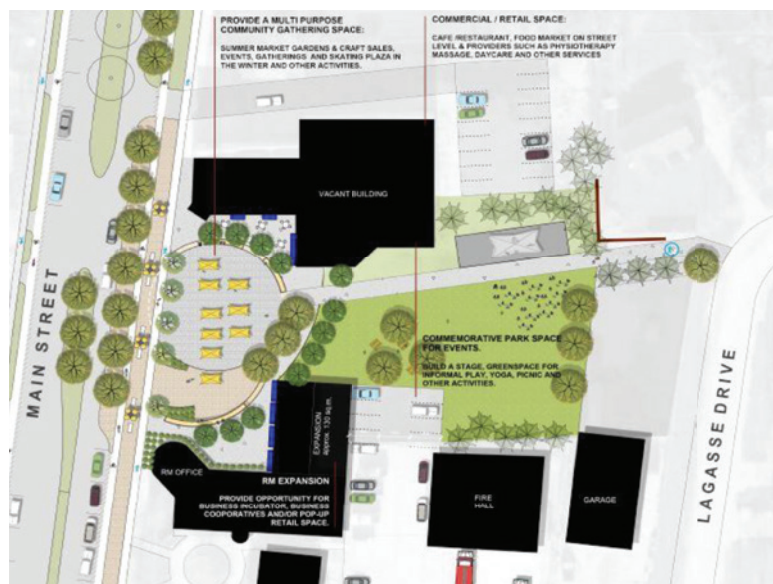 PROVIDE A MULTI PURPOSE
COMMUNITY GATHERING SPACE:
SUMMER MARKET GARDENS & CRAFT SALES,
EVENTS, GATHERINGS AND SKATING PLAZA IN
THE WINTER AND OTHER ACTIVITIES.
COMMERCIAL / RETAIL SPACE:
CAFE /RESTAURANT, FOOD MARKET ON STREET
LEVEL & PROVIDERS SUCH AS PHYSIOTHERAPY
MASSAGE, DAYCARE AND OTHER SERVICES
VACANT BUILDING
MAIN STREET
COMMEMORATIVE PARK SPACE
FOR EVENTS.
BUILD A STAGE, GREENSPACE FOR
INFORMAL PLAY, YOGA, PICNIC AND
OTHER ACTIVITIES.
LAGASSE DRIVE
EXPANSION
approx. 130 sq.m.
RM OFFICE
RM EXPANSION
PROVIDE OPPORTUNITY FOR
BUSINESS INCUBATOR, BUSINESS
COOPORATIVES AND/OR POP-UP
RETAIL SPACE.
FIRE
HALL
GARAGE